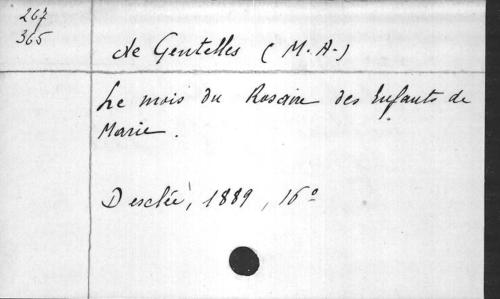 267
365
de Gentelles (M. A.)
Le mois du Rosaire des Enfants de
Marie.
Desclée, 1889, 16°